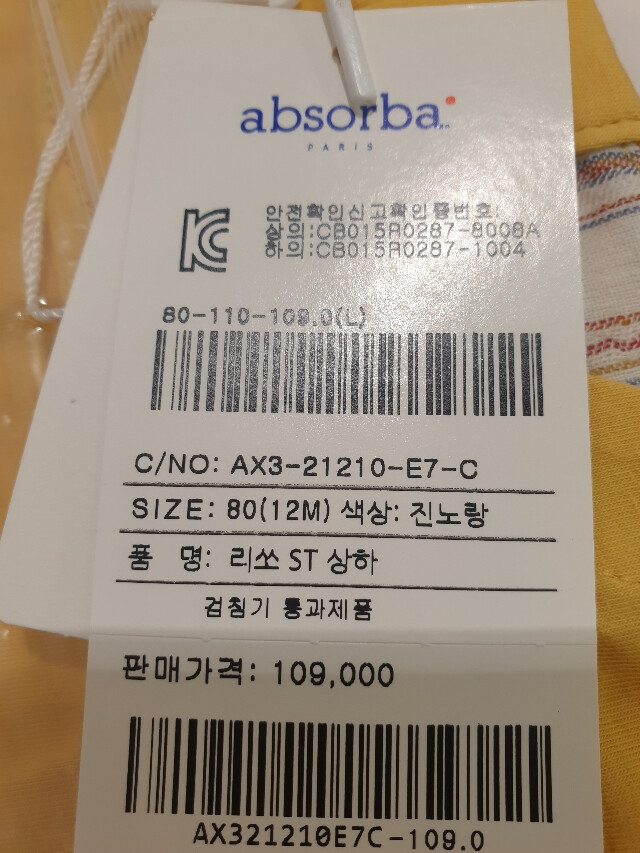 absorba
PARIS
안전확인신고확인증번호
상의:CB015R0287-8008A
하의:CB015R0287-1004
80-110-109.0(L)
C/NO: AX3-21210-E7-C
SIZE: 80(12M) 색상: 진노랑
품 명: 리쏘 ST 상하
검침기 통과제품
판매가격: 109,000
AX321210E7C-109.0